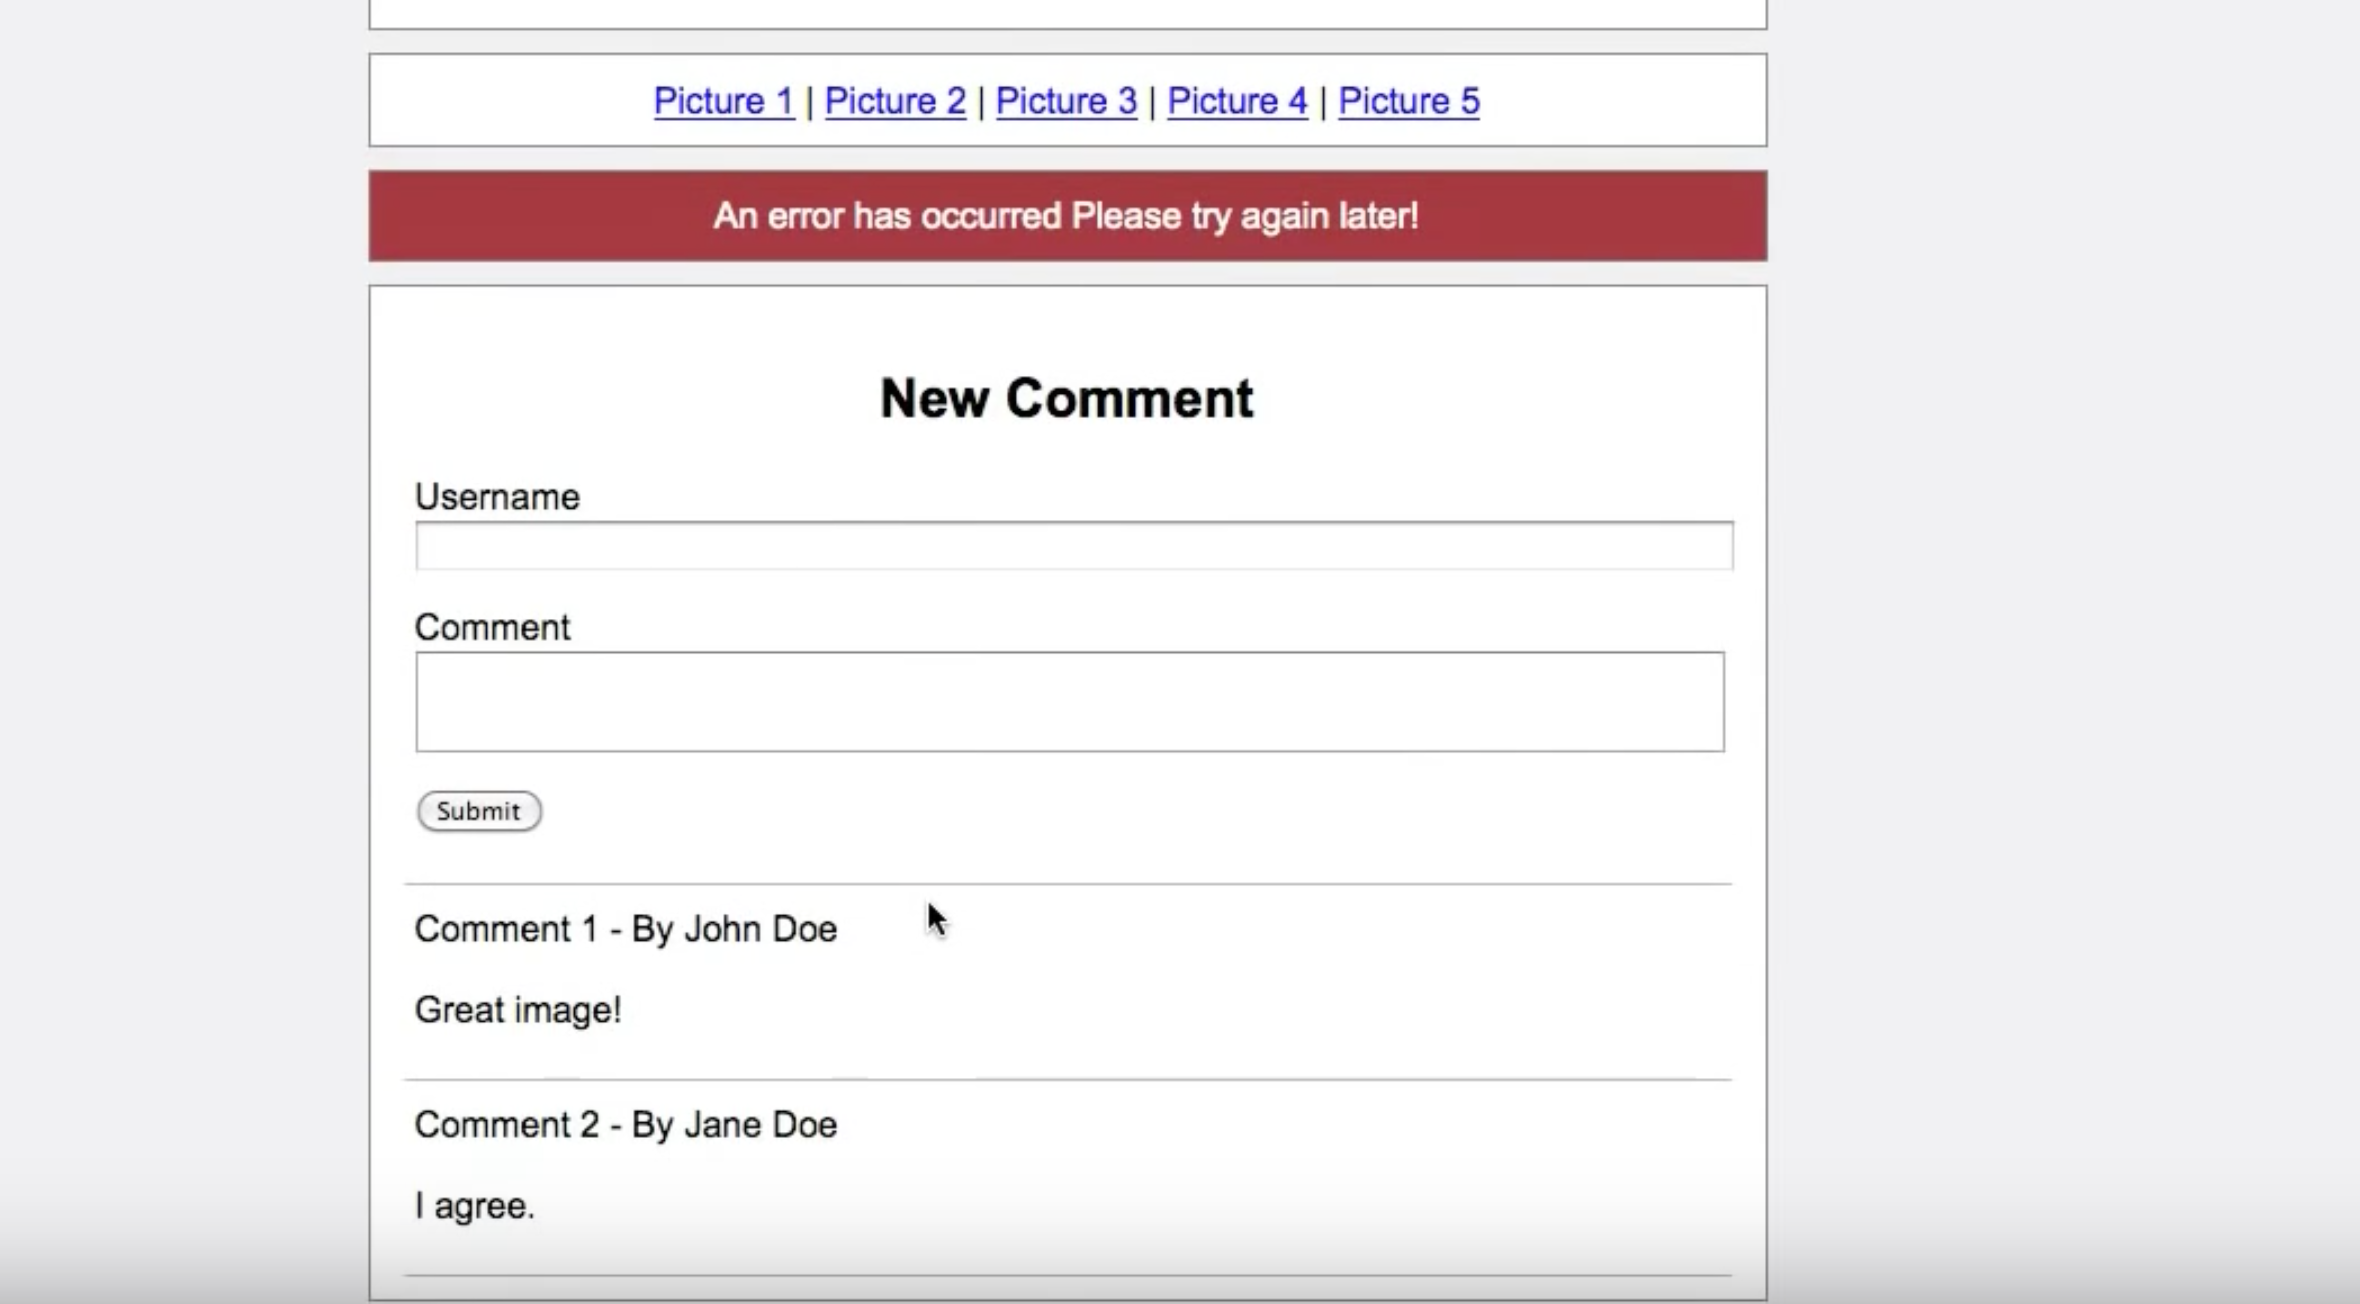 Picture 1 | Picture 2 | Picture 3 | Picture 4 | Picture 5
An error has occurred Please try again later!
New Comment
Username
Comment
Submit
Comment 1 - By John Doe
Great image!
Comment 2 - By Jane Doe
I agree.